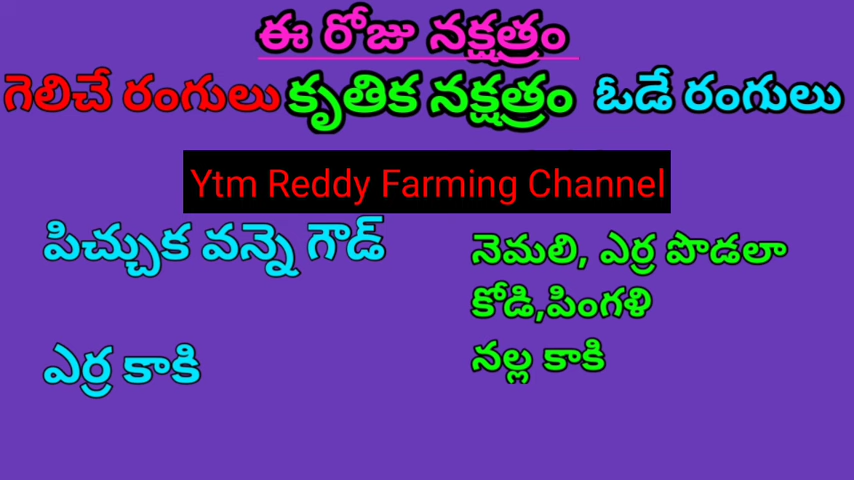 ఈ రోజు నక్షత్రం
గెలిచే రంగులు కృతిక నక్షత్రం ఓడే రంగులు
Ytm Reddy Farming Channel
పిచ్చుక వన్నె గౌడ్
నెమలి, ఎర్ర పొడలా
కోడి,పింగళి
ఎర్ర కాకి
నల్ల కాకి